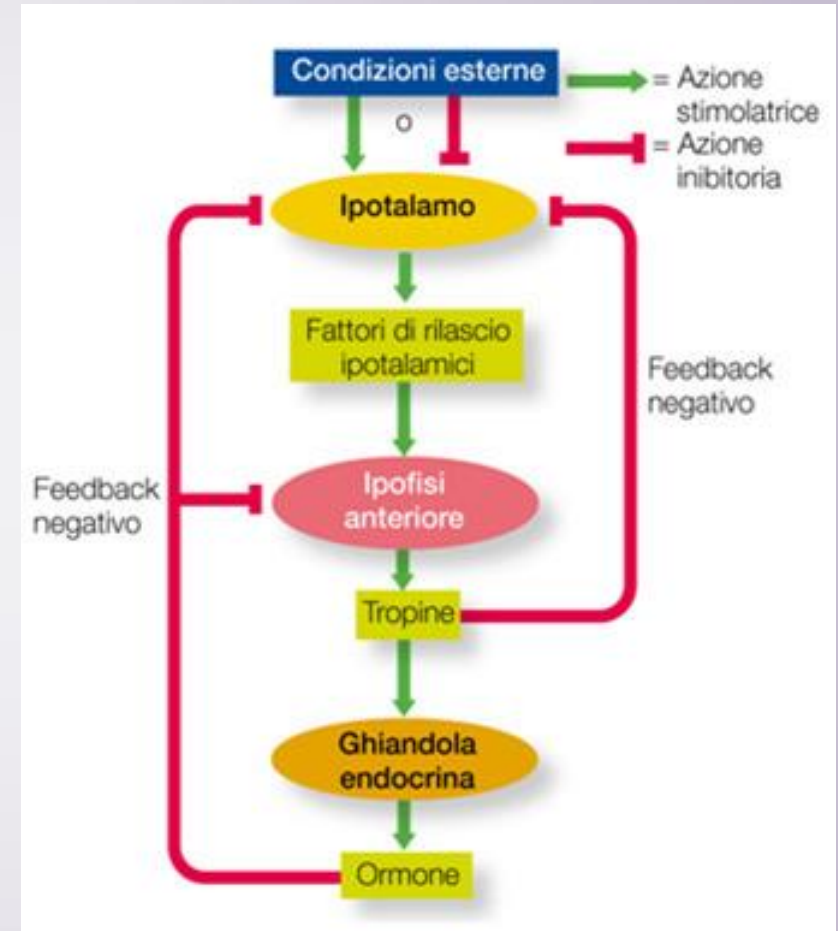 Condizioni esterne
= Azione
stimolatrice
o
= Azione
inibitoria
Ipotalamo
Fattori di rilascio
ipotalamici
Feedback
negativo
Ipofisi
anteriore
Feedback
negativo
Tropine
Ghiandola
endocrina
Ormone